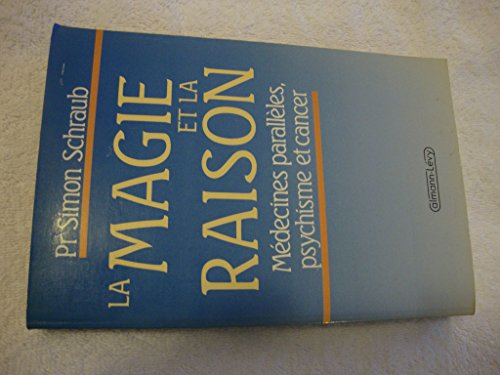 Pr Simon Schraub
LA
MAGIE
ET LA
RAISON
Médecines parallèles,
psychisme et cancer
Calmann-Lévy